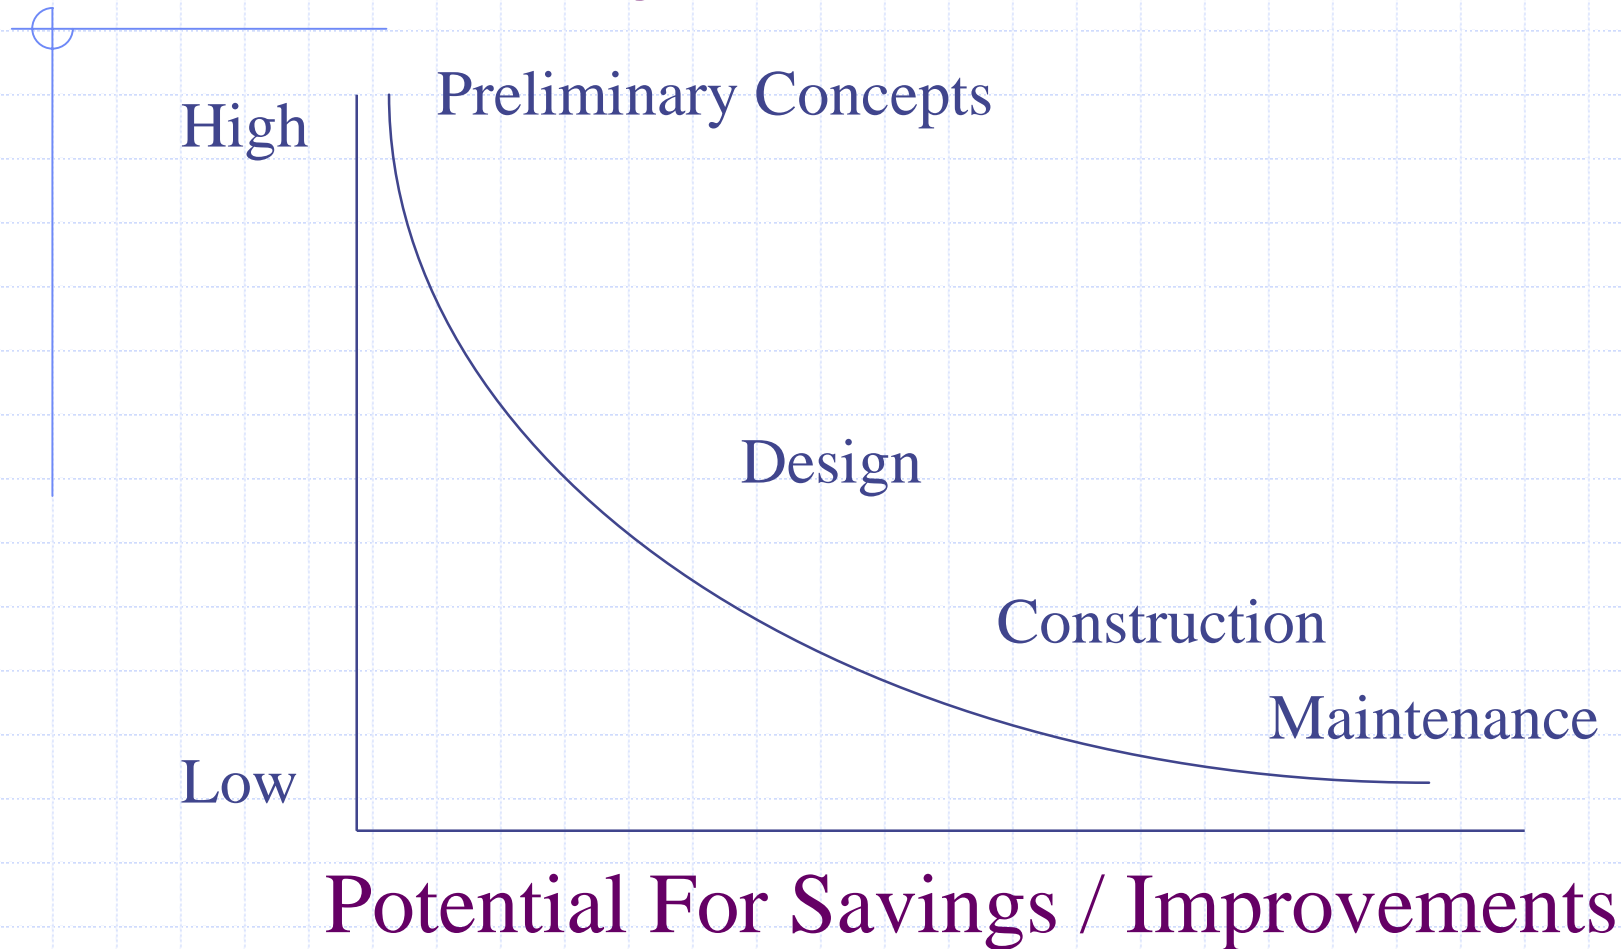 Preliminary Concepts
High
Design
Construction
Maintenance
Low
Potential For Savings / Improvements